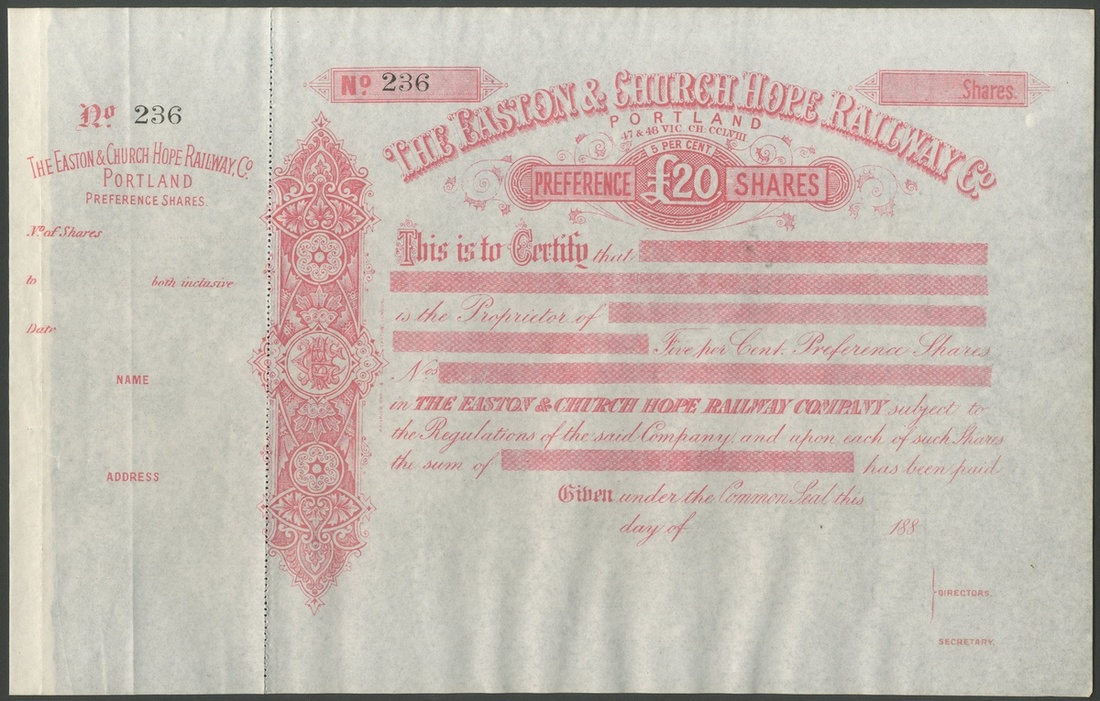 Nº 236
THE EASTON & CHURCH HOPE RAILWAY, Cº.
PORTLAND
PREFERENCE SHARES.
Nº of Shares
to both inclusive
Date
NAME
ADDRESS
Nº 236
Shares.
THE EASTON & CHURCH HOPE RAILWAY Cº
PORTLAND
47 & 48 VIC. CH. CCLVIII
5 PER CENT
PREFERENCE £20 SHARES
This is to Certify that
is the Proprietor of
Five per Cent. Preference Shares
Nos
in THE EASTON & CHURCH HOPE RAILWAY COMPANY subject to
the Regulations of the said Company, and upon each of such Shares
the sum of has been paid
Given under the Common Seal this
day of 188
DIRECTORS.
SECRETARY.